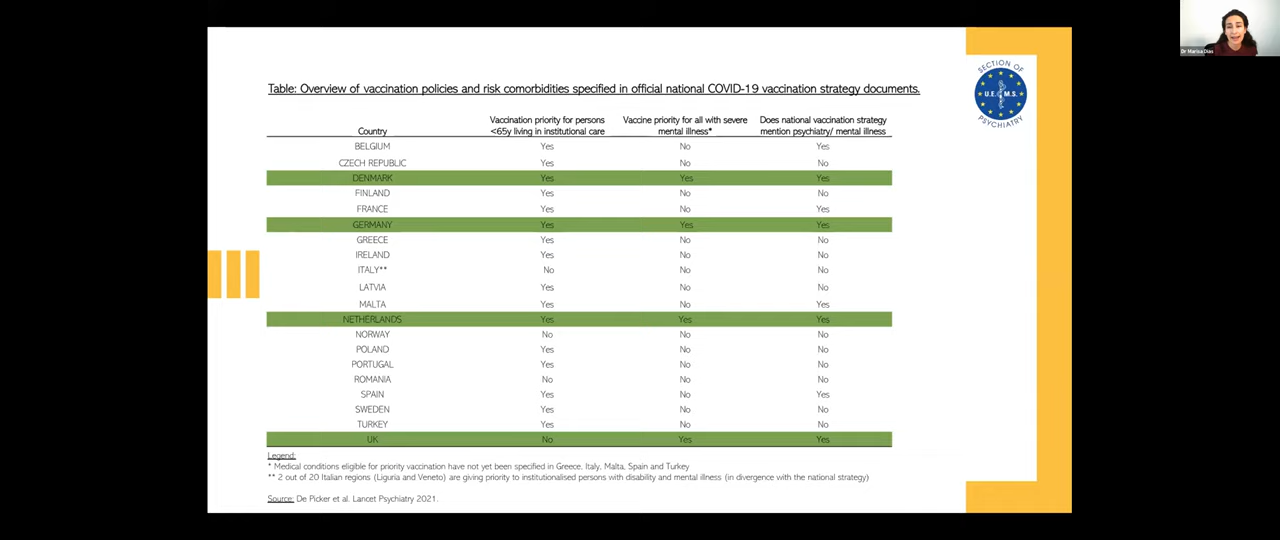 Dr Marisa Dias
SECTION OF
U.E.M.S.
PSYCHIATRY
Table: Overview of vaccination policies and risk comorbidities specified in official national COVID-19 vaccination strategy documents.
Country Vaccination priority for persons <65y living in institutional care Vaccine priority for all with severe mental illness* Does national vaccination strategy mention psychiatry/ mental illness
BELGIUM Yes No Yes
CZECH REPUBLIC Yes No No
DENMARK Yes Yes Yes
FINLAND Yes No No
FRANCE Yes No Yes
GERMANY Yes Yes Yes
GREECE Yes No No
IRELAND Yes No No
ITALY** No No No
LATVIA Yes No No
MALTA Yes No Yes
NETHERLANDS Yes Yes Yes
NORWAY No No No
POLAND Yes No No
PORTUGAL Yes No No
ROMANIA No No No
SPAIN Yes No Yes
SWEDEN Yes No No
TURKEY Yes No No
UK No Yes Yes
Legend:
* Medical conditions eligible for priority vaccination have not yet been specified in Greece, Italy, Malta, Spain and Turkey
** 2 out of 20 Italian regions (Liguria and Veneto) are giving priority to institutionalised persons with disability and mental illness (in divergence with the national strategy)
Source: De Picker et al. Lancet Psychiatry 2021.